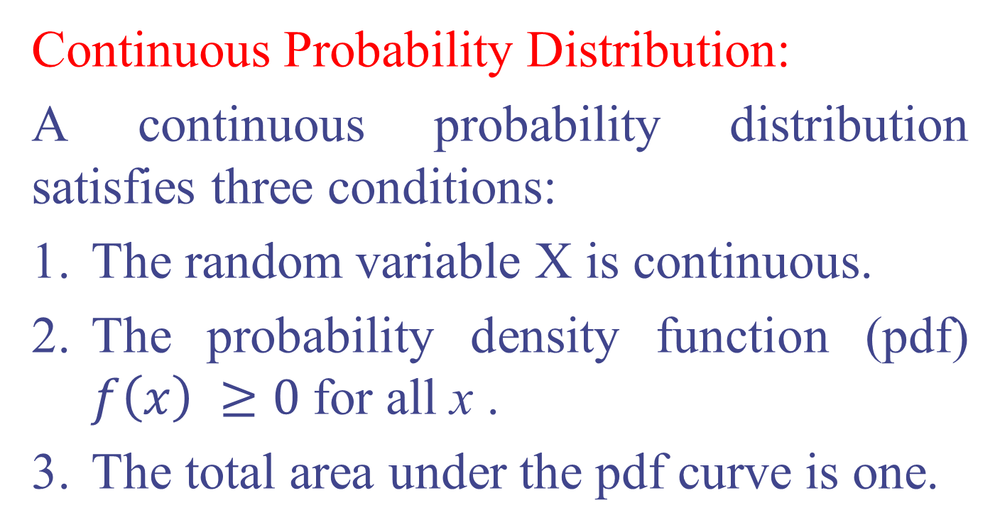 Continuous Probability Distribution:
A continuous probability distribution
satisfies three conditions:
1. The random variable X is continuous.
2. The probability density function (pdf)
f(x) ≥ 0 for all x .
3. The total area under the pdf curve is one.